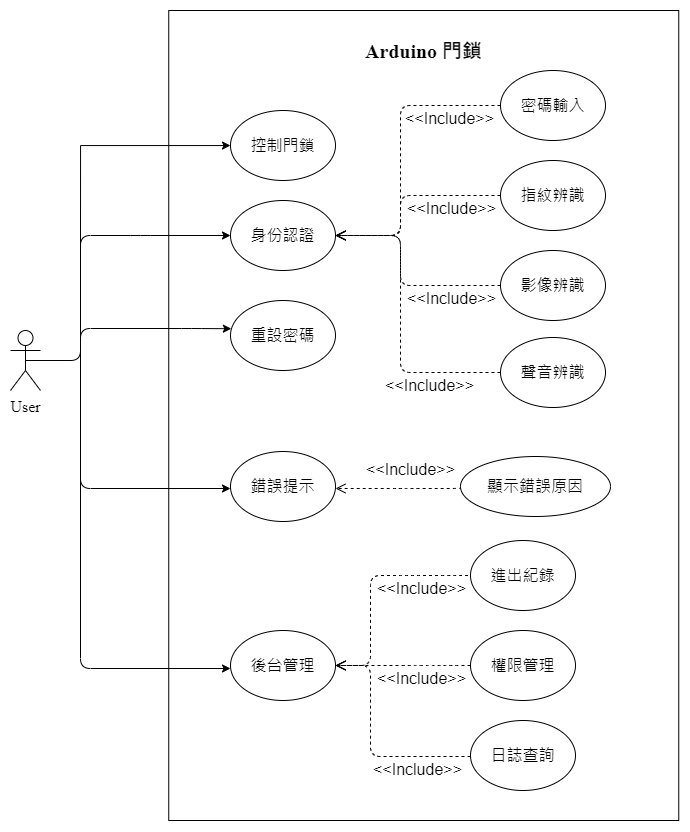 Arduino 門鎖
密碼輸入
<<Include>>
控制門鎖
指紋辨識
<<Include>>
身份認證
影像辨識
<<Include>>
重設密碼
聲音辨識
<<Include>>
User
<<Include>>
錯誤提示
顯示錯誤原因
進出紀錄
<<Include>>
後台管理
權限管理
<<Include>>
日誌查詢
<<Include>>